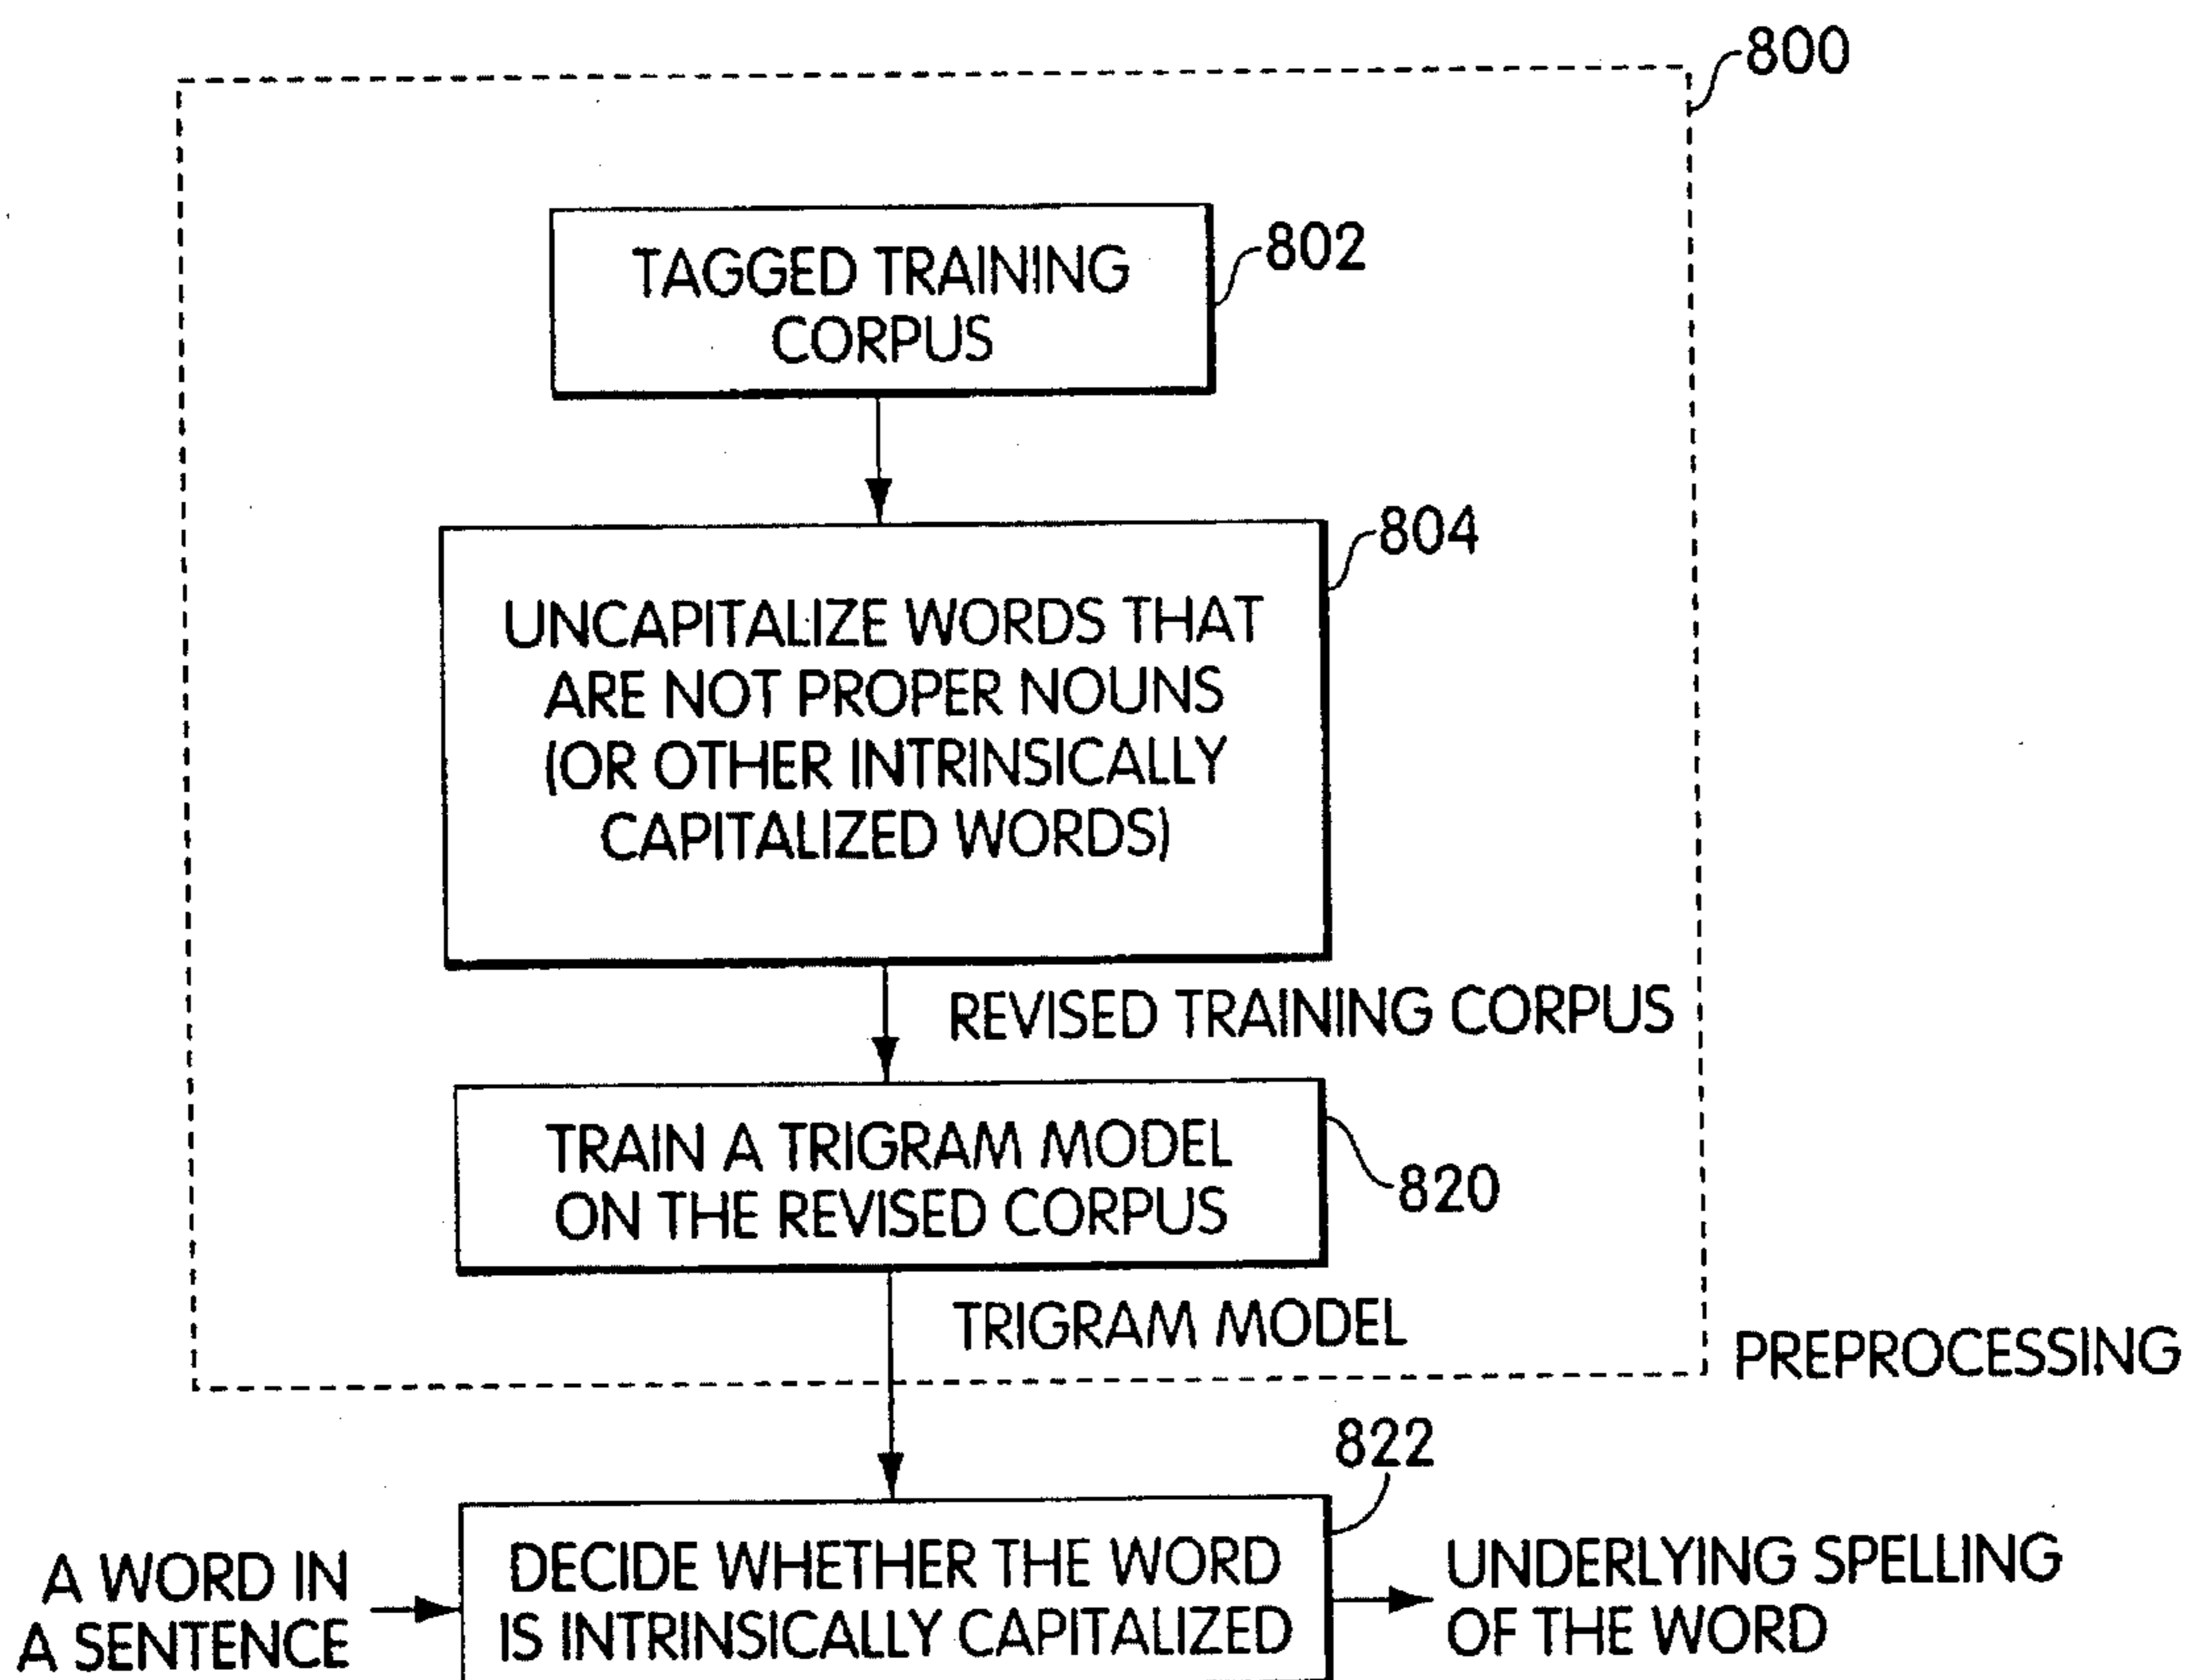 800
TAGGED TRAINING
CORPUS
802
804
UNCAPITALIZE WORDS THAT
ARE NOT PROPER NOUNS
(OR OTHER INTRINSICALLY
CAPITALIZED WORDS)
REVISED TRAINING CORPUS
TRAIN A TRIGRAM MODEL
ON THE REVISED CORPUS
820
TRIGRAM MODEL
PREPROCESSING
822
A WORD IN
A SENTENCE
DECIDE WHETHER THE WORD
IS INTRINSICALLY CAPITALIZED
UNDERLYING SPELLING
OF THE WORD